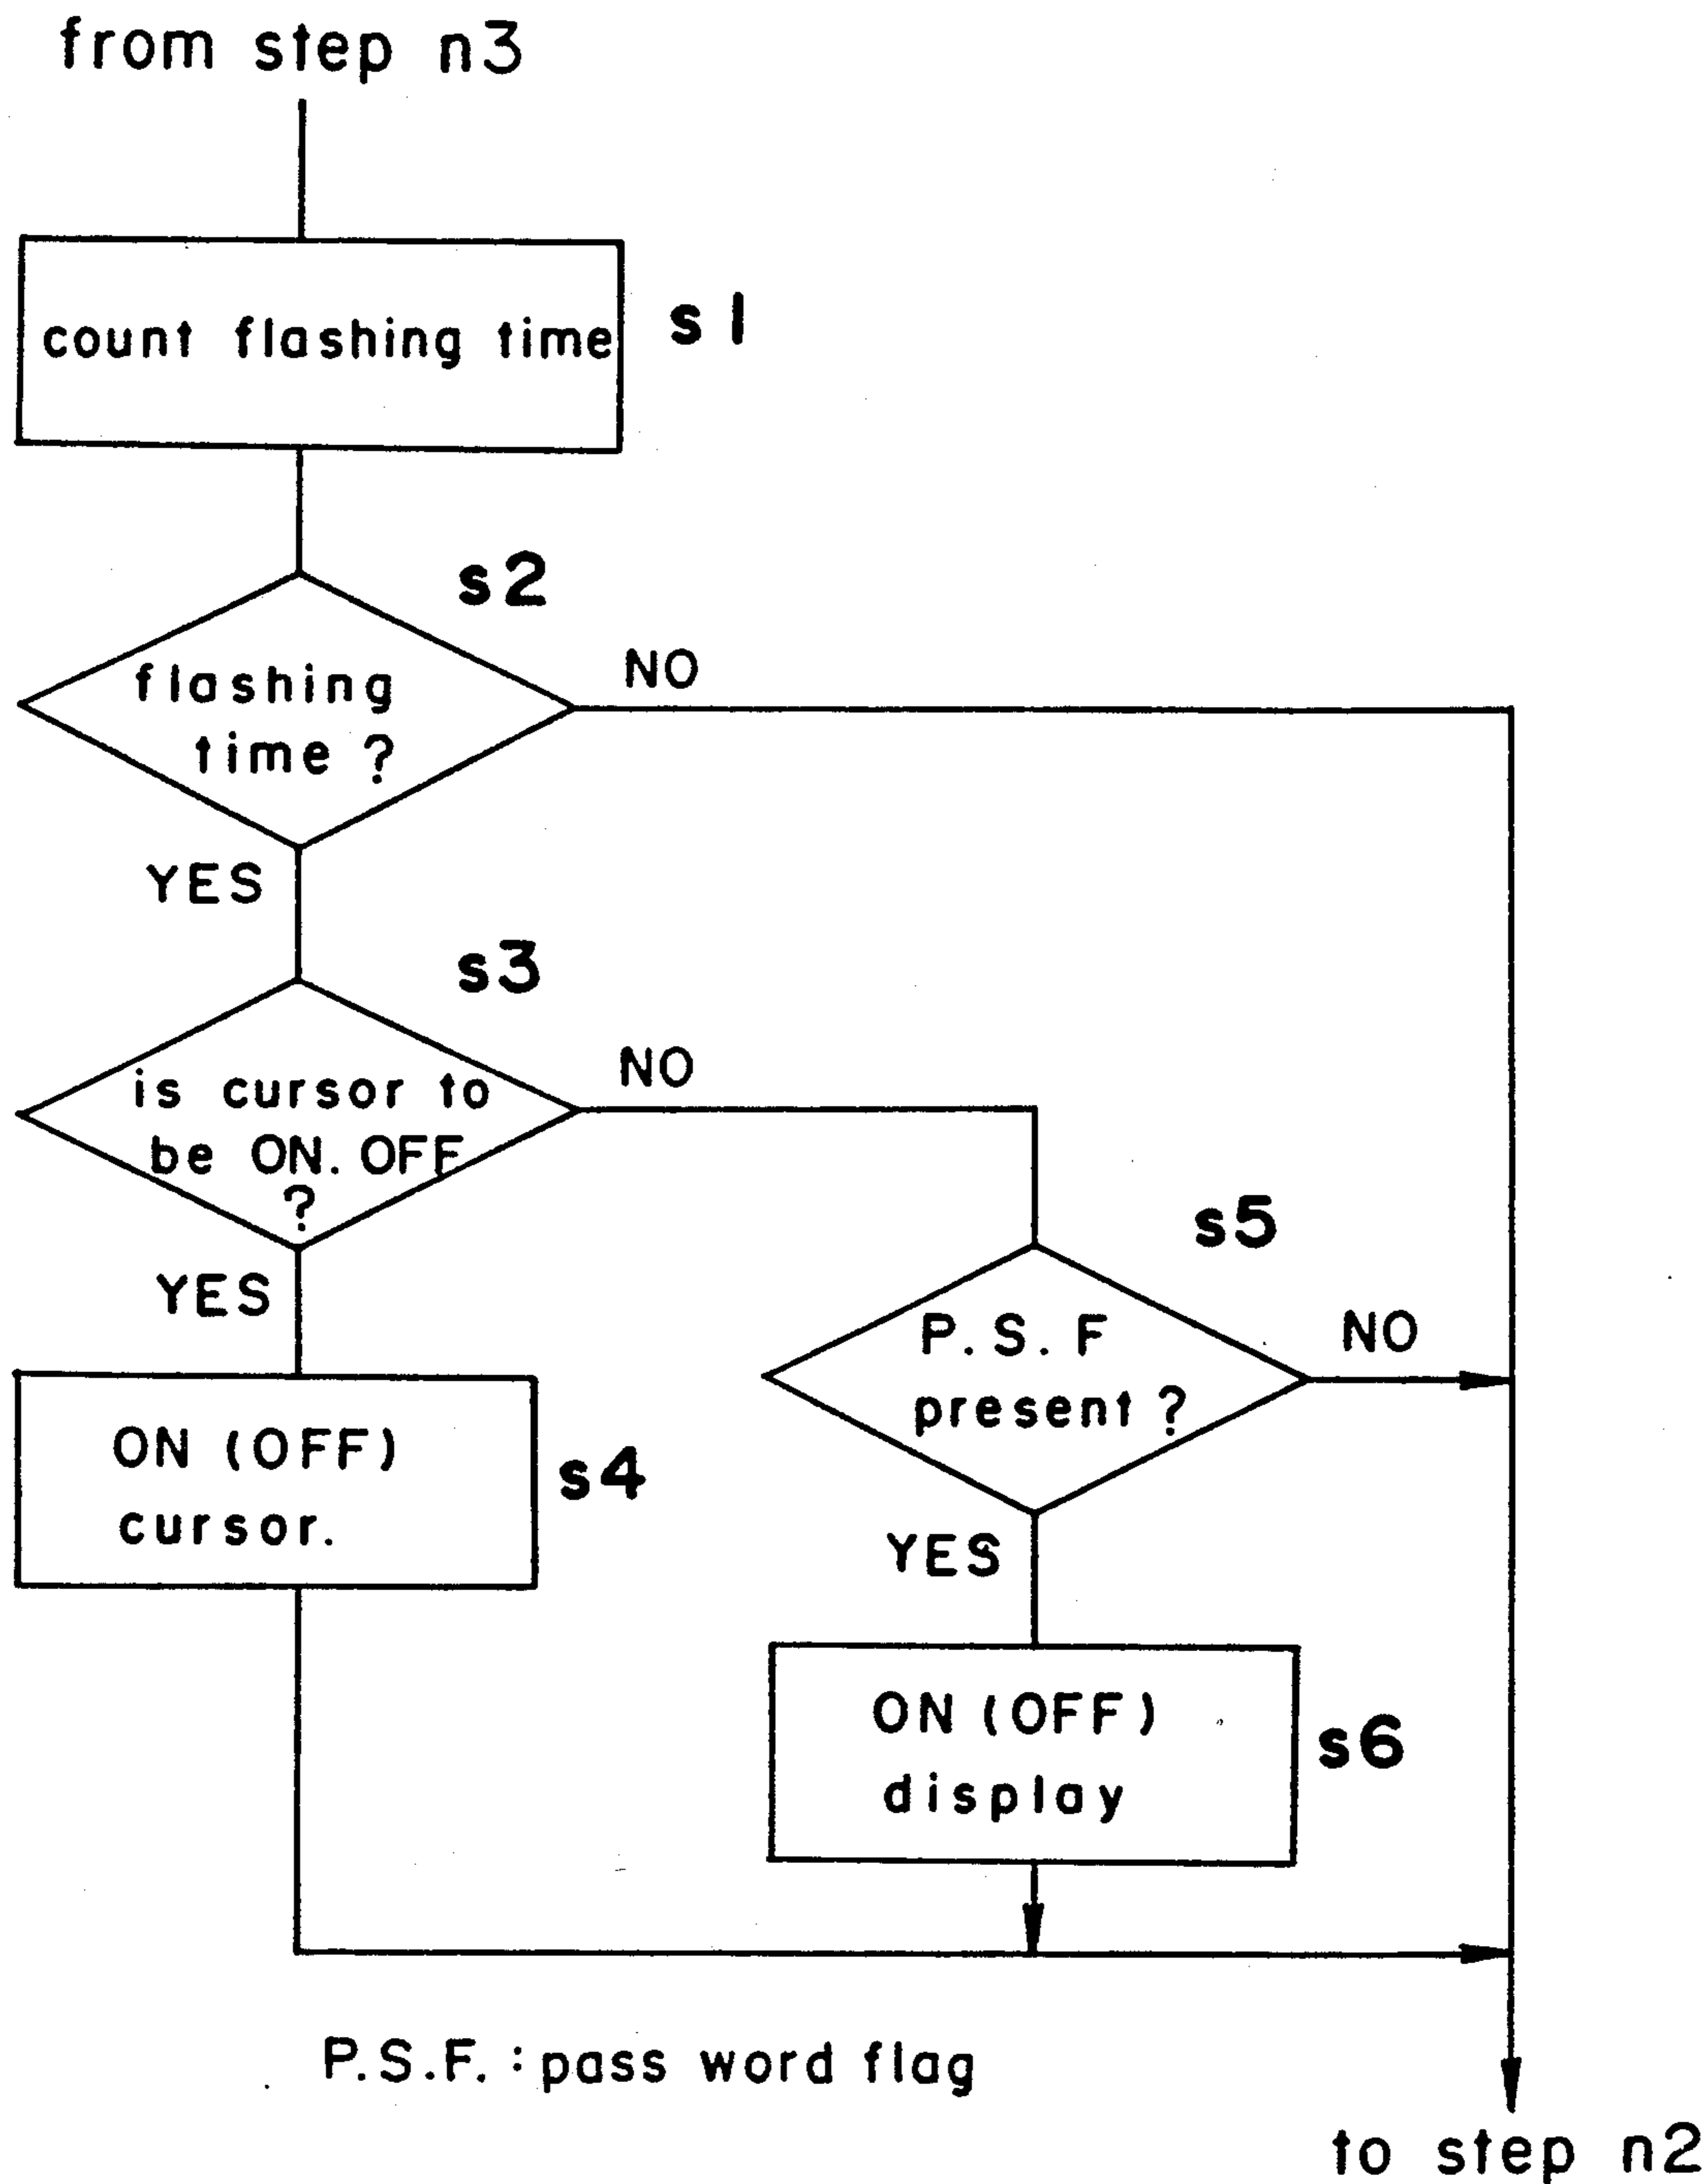 from step n3
count flashing time
s1
s2
flashing
time ?
NO
YES
s3
is cursor to
be ON. OFF
?
NO
YES
s5
P. S. F
present ?
NO
ON (OFF)
cursor.
s4
YES
ON (OFF)
display
s6
P.S.F. : pass word flag
to step n2